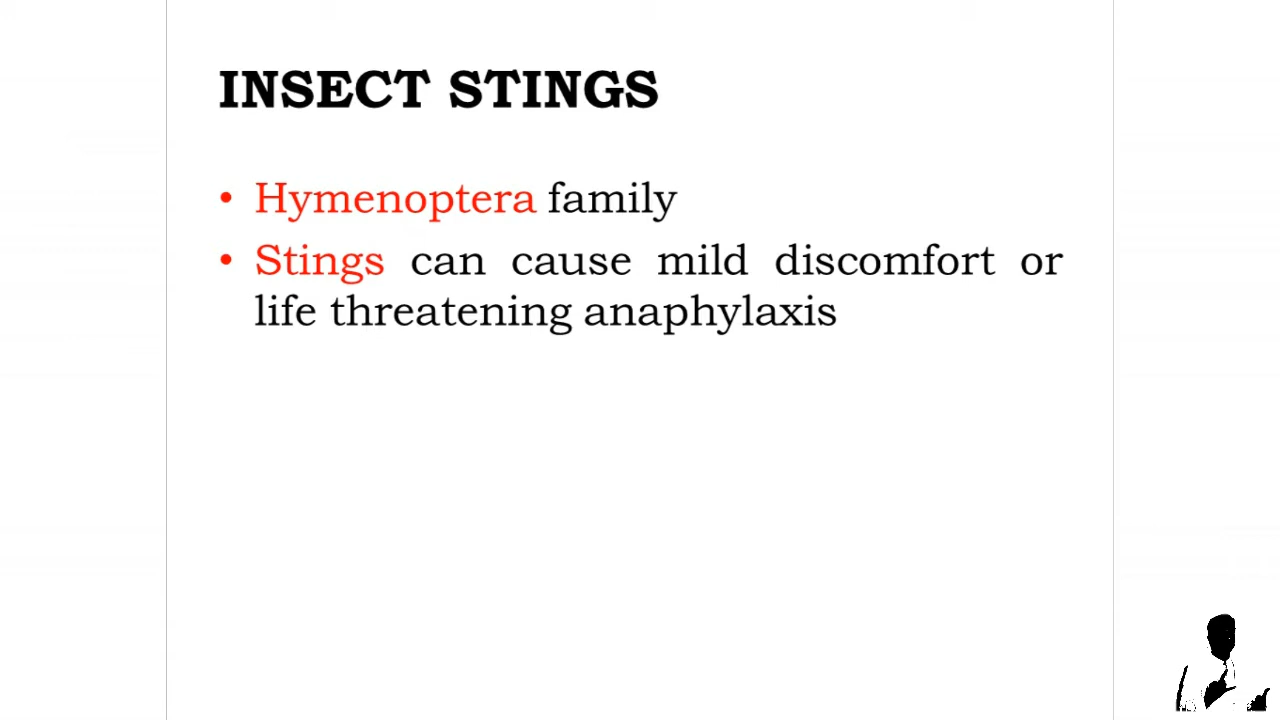 INSECT STINGS
• Hymenoptera family
• Stings can cause mild discomfort or
life threatening anaphylaxis